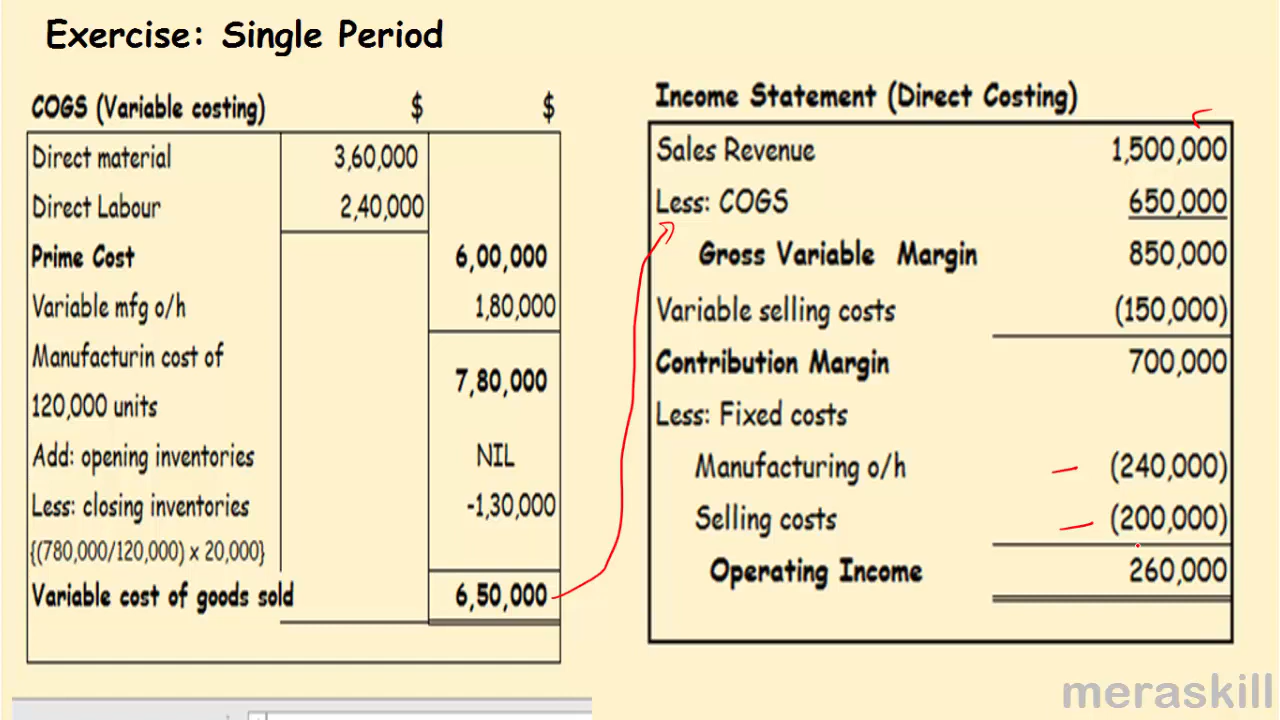 Exercise: Single Period
COGS (Variable costing) $ $
Direct material 3,60,000
Direct Labour 2,40,000
Prime Cost 6,00,000
Variable mfg o/h 1,80,000
Manufacturin cost of
120,000 units 7,80,000
Add: opening inventories NIL
Less: closing inventories -1,30,000
{(780,000/120,000) x 20,000}
Variable cost of goods sold 6,50,000
Income Statement (Direct Costing)
Sales Revenue 1,500,000
Less: COGS 650,000
Gross Variable Margin 850,000
Variable selling costs (150,000)
Contribution Margin 700,000
Less: Fixed costs
Manufacturing o/h (240,000)
Selling costs (200,000)
Operating Income 260,000
meraskill